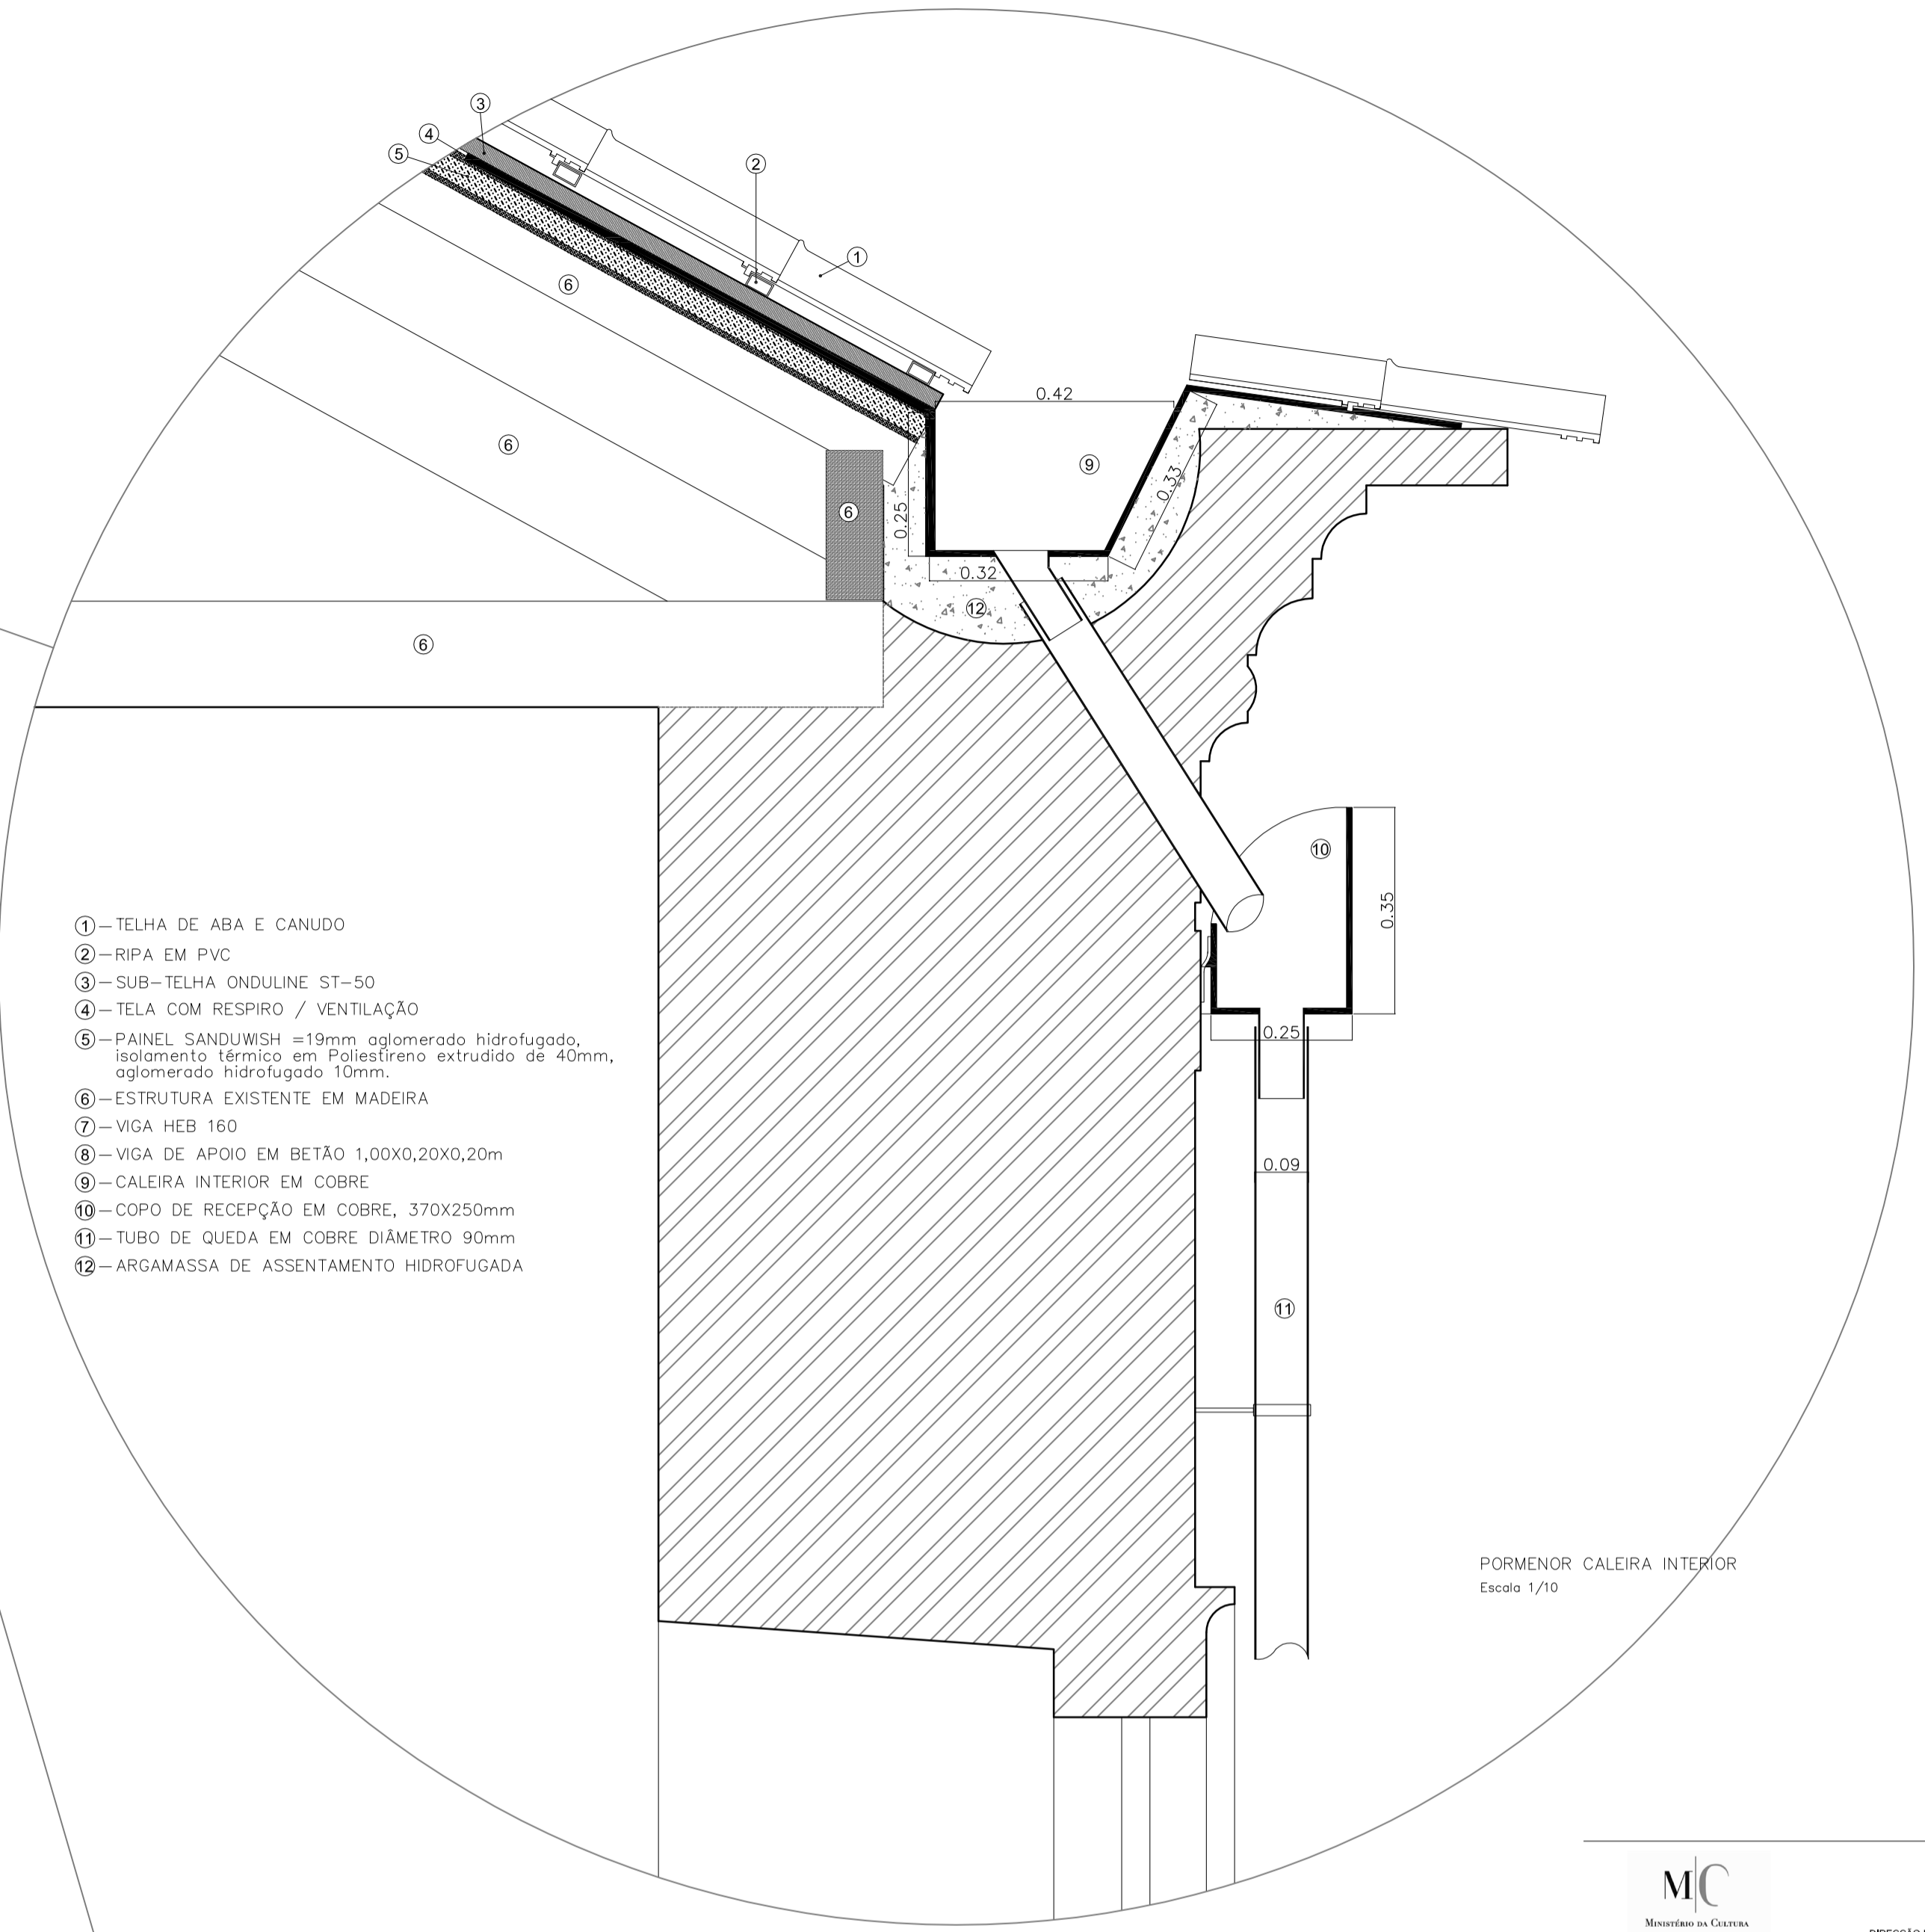 3
4
5
2
1
6
0.42
6
9
0.33
6
0.25
0.32
12
6
10
0.35
1 – TELHA DE ABA E CANUDO
2 – RIPA EM PVC
3 – SUB-TELHA ONDULINE ST-50
4 – TELA COM RESPIRO / VENTILAÇÃO
5 – PAINEL SANDUWISH =19mm aglomerado hidrofugado,
isolamento térmico em Poliestireno extrudido de 40mm,
aglomerado hidrofugado 10mm.
6 – ESTRUTURA EXISTENTE EM MADEIRA
7 – VIGA HEB 160
8 – VIGA DE APOIO EM BETÃO 1,00X0,20X0,20m
9 – CALEIRA INTERIOR EM COBRE
10 – COPO DE RECEPÇÃO EM COBRE, 370X250mm
11 – TUBO DE QUEDA EM COBRE DIÂMETRO 90mm
12 – ARGAMASSA DE ASSENTAMENTO HIDROFUGADA
0.25
0.09
11
PORMENOR CALEIRA INTERIOR
Escala 1/10
MC
MINISTÉRIO DA CULTURA